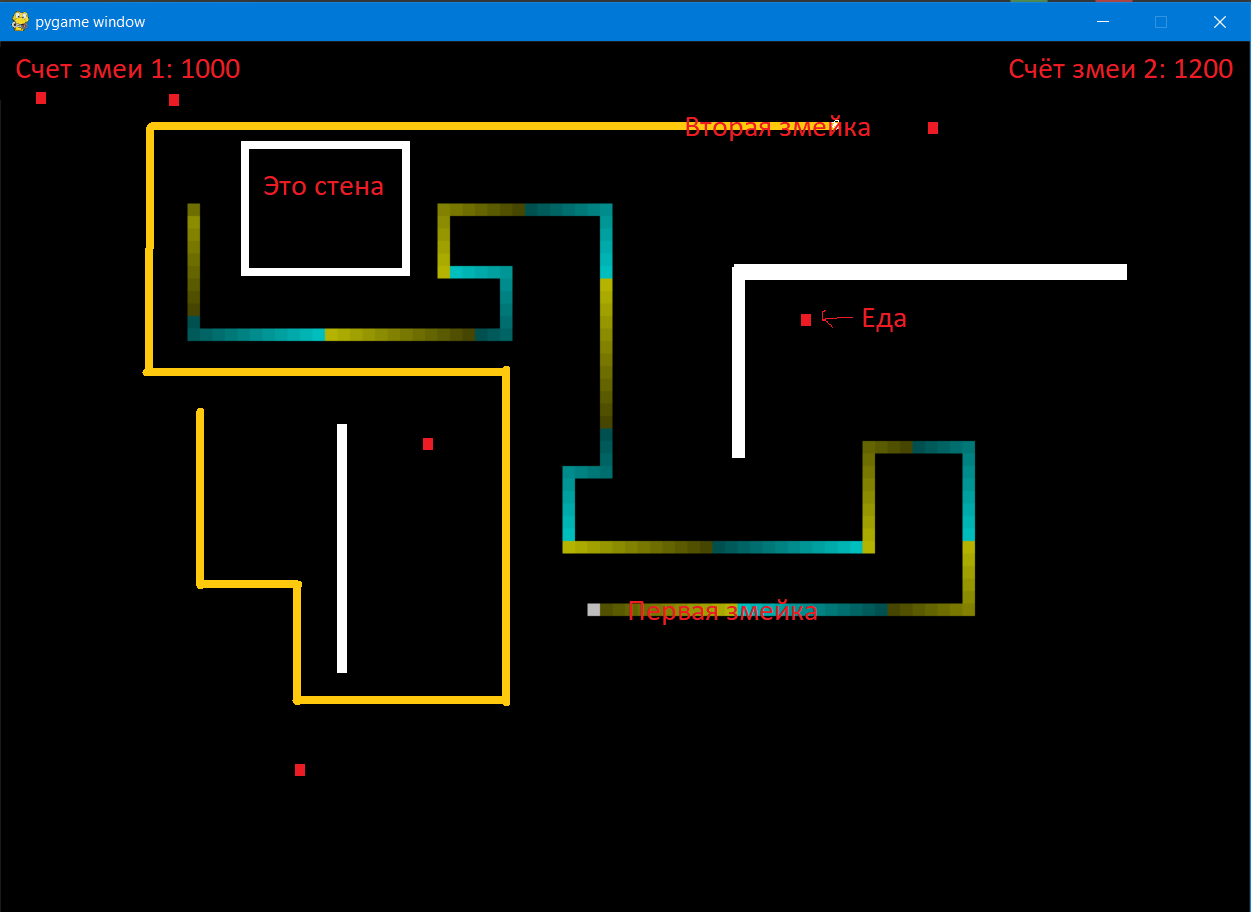 pygame window
Счет змеи 1: 1000
Счёт змеи 2: 1200
Вторая змейка
Это стена
Еда
Первая змейка